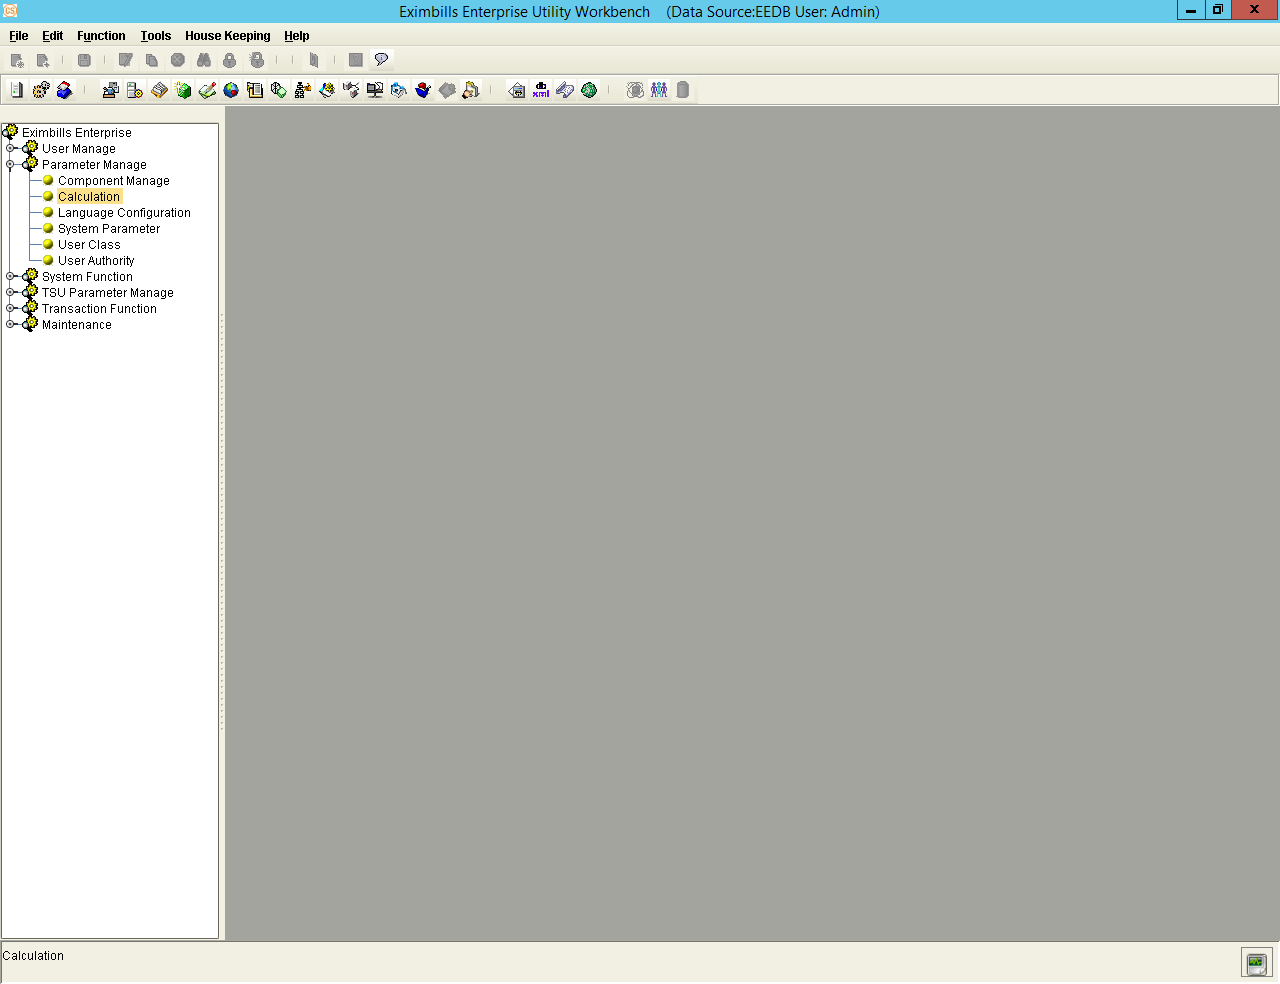 CS
Eximbills Enterprise Utility Workbench (Data Source:EEDB User: Admin)
File Edit Function Tools House Keeping Help
xml
Eximbills Enterprise
User Manage
Parameter Manage
Component Manage
Calculation
Language Configuration
System Parameter
User Class
User Authority
System Function
TSU Parameter Manage
Transaction Function
Maintenance
Calculation